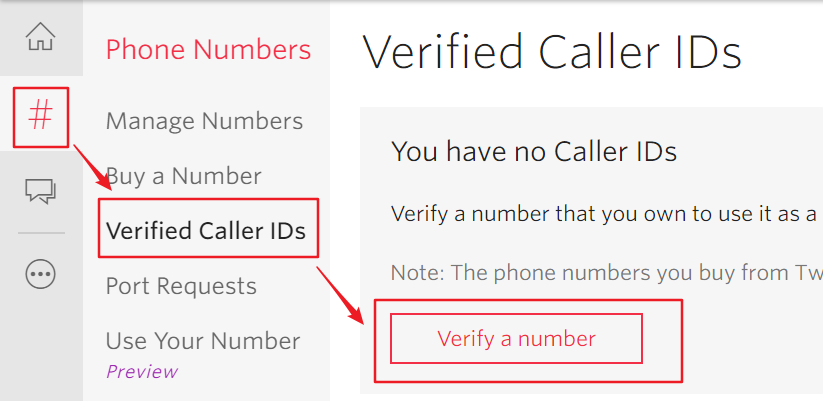 Phone Numbers
#
Manage Numbers
Buy a Number
Verified Caller IDs
Port Requests
Use Your Number
Preview
Verified Caller IDs
You have no Caller IDs
Verify a number that you own to use it as a
Note: The phone numbers you buy from Tw
Verify a number